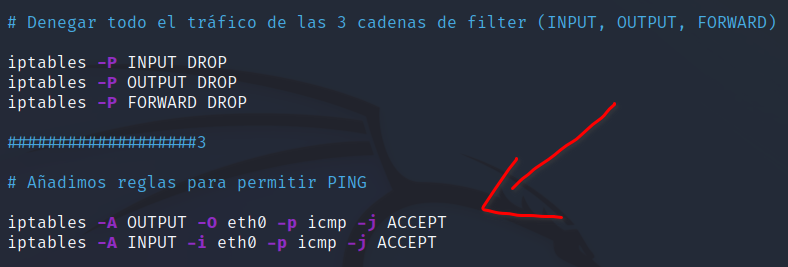 # Denegar todo el tráfico de las 3 cadenas de filter (INPUT, OUTPUT, FORWARD)
iptables -P INPUT DROP
iptables -P OUTPUT DROP
iptables -P FORWARD DROP
###################3
# Añadimos reglas para permitir PING
iptables -A OUTPUT -O eth0 -p icmp -j ACCEPT
iptables -A INPUT -i eth0 -p icmp -j ACCEPT